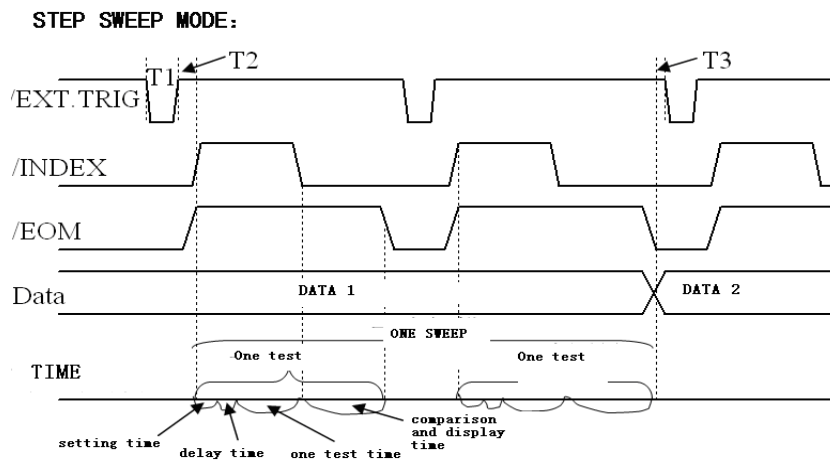 STEP SWEEP MODE:
T1
T2
T3
/EXT.TRIG
/INDEX
/EOM
Data
DATA 1
DATA 2
ONE SWEEP
One test
One test
TIME
setting time
delay time
one test time
comparison
and display
time